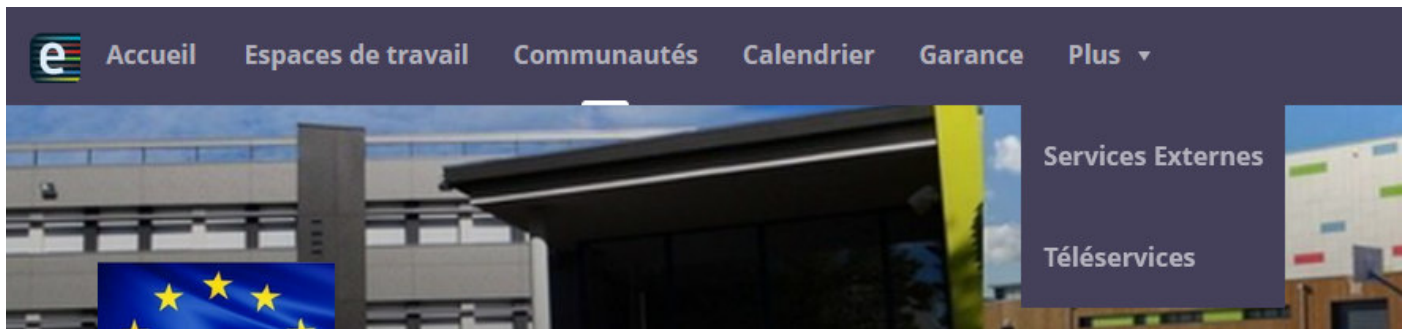 e Accueil Espaces de travail Communautés Calendrier Garance Plus
Services Externes
Téléservices